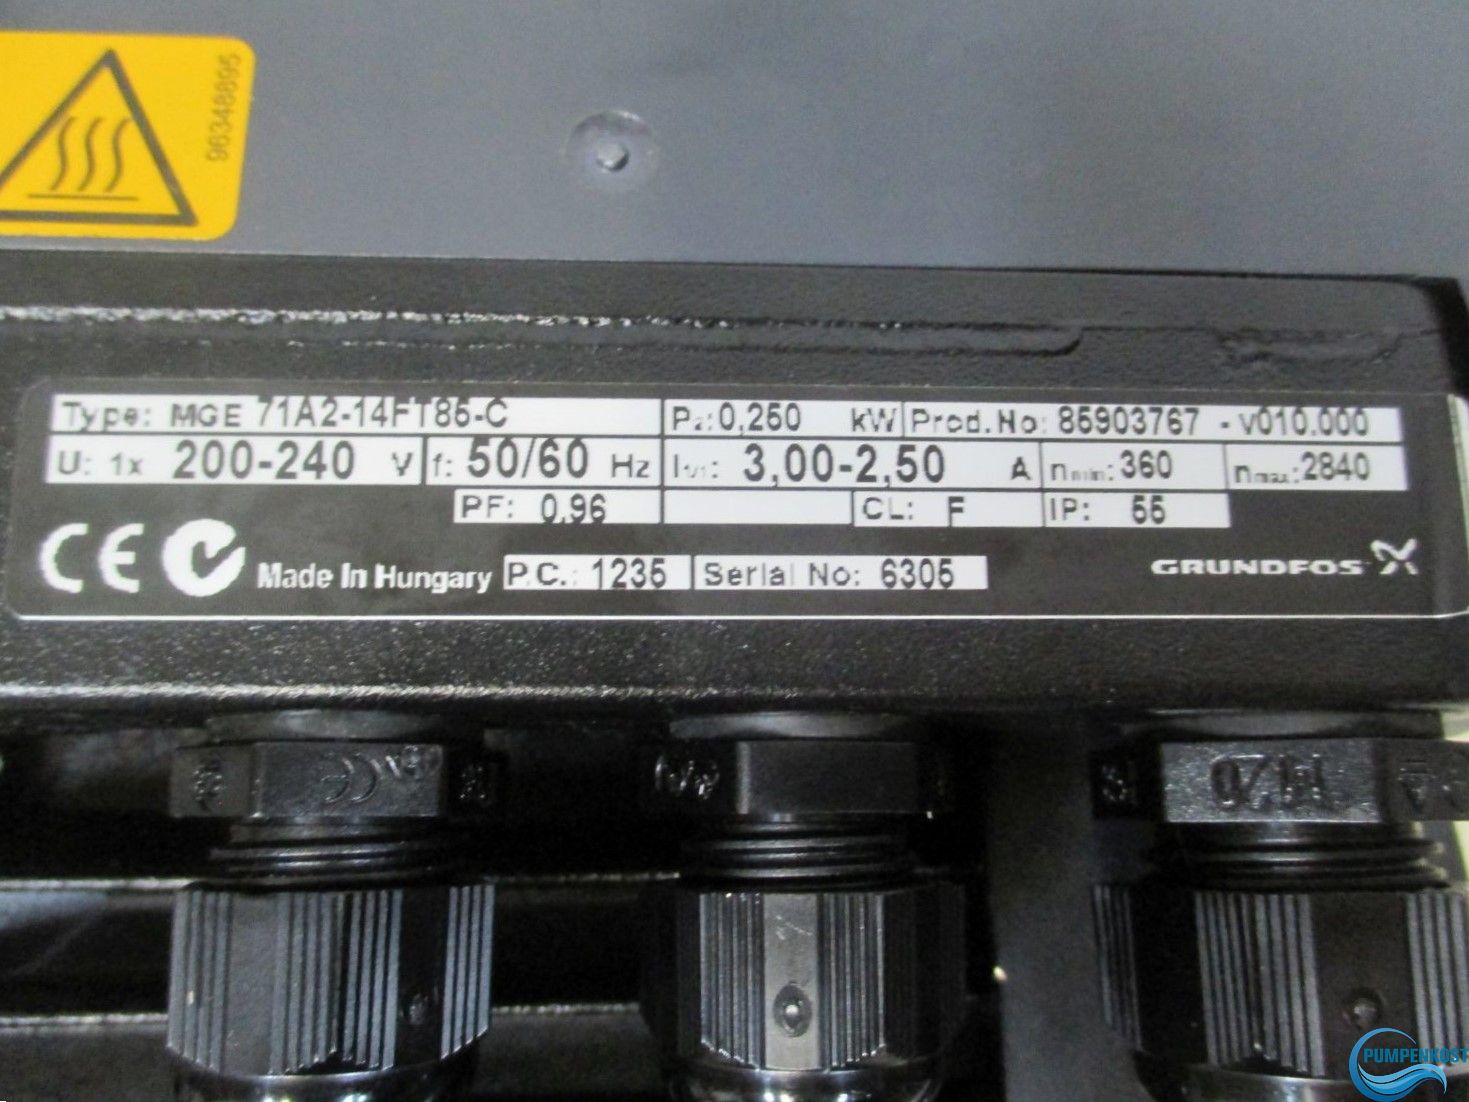 96348895
Type: MGE 71A2-14FT85-C P2: 0,250 kW Prod.No: 85903767 - V010.000
U: 1x 200-240 V f: 50/60 Hz I1/1: 3,00-2,50 A nmin: 360 nmax: 2840
PF: 0,96 CL: F IP: 55
CE Made in Hungary P.C.: 1235 Serial No: 6305 GRUNDFOS
M20
PUMPENKOST